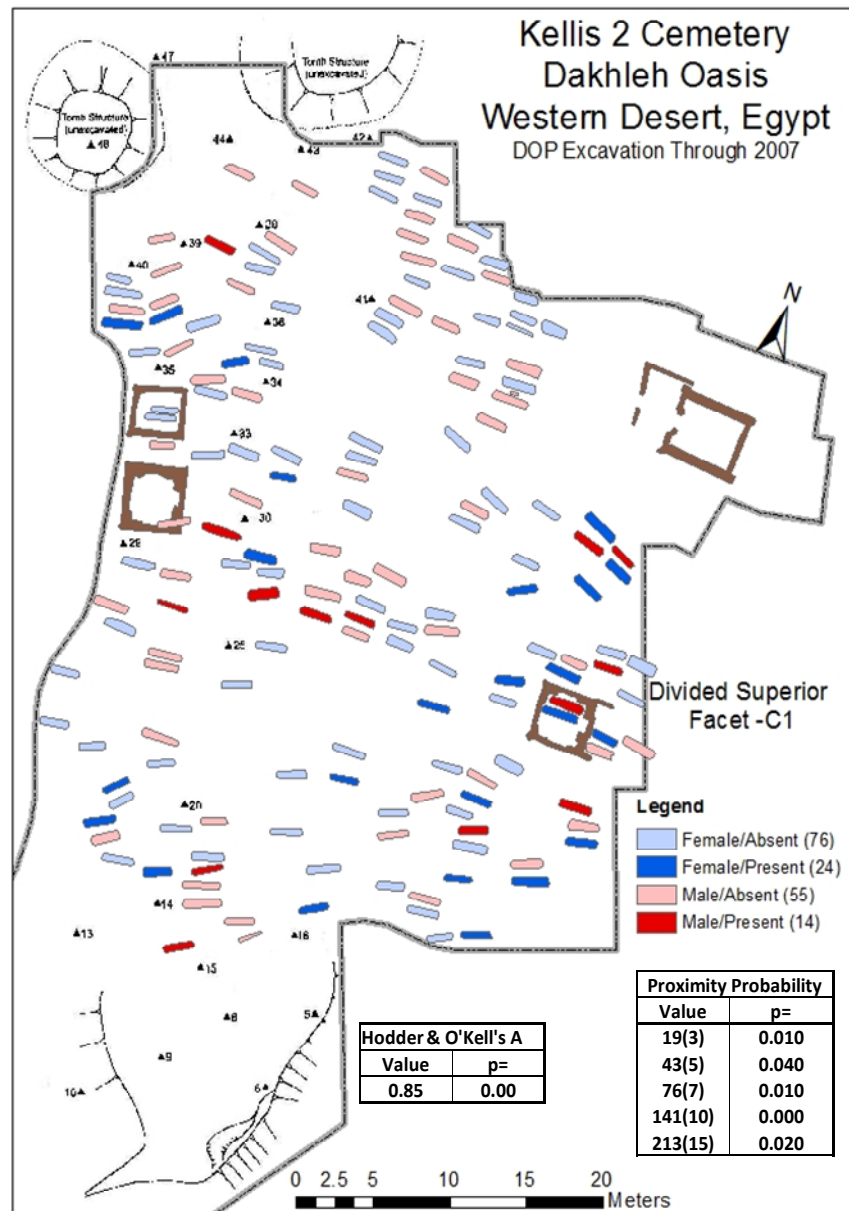 Kellis 2 Cemetery
Dakhleh Oasis
Western Desert, Egypt
DOP Excavation Through 2007
47
Tomb Structure
(unexcavated)
48
Tomb Structure
(unexcavated)
44
43
42
39
38
40
41
36
35
34
33
30
29
N
Divided Superior
Facet -C1
20
14
13
16
15
8
5
9
10
6
Legend
Female/Absent (76)
Female/Present (24)
Male/Absent (55)
Male/Present (14)
Hodder & O'Kell's A
Value p=
0.85 0.00
Proximity Probability
Value p=
19(3) 0.010
43(5) 0.040
76(7) 0.010
141(10) 0.000
213(15) 0.020
0 2.5 5 10 15 20
Meters